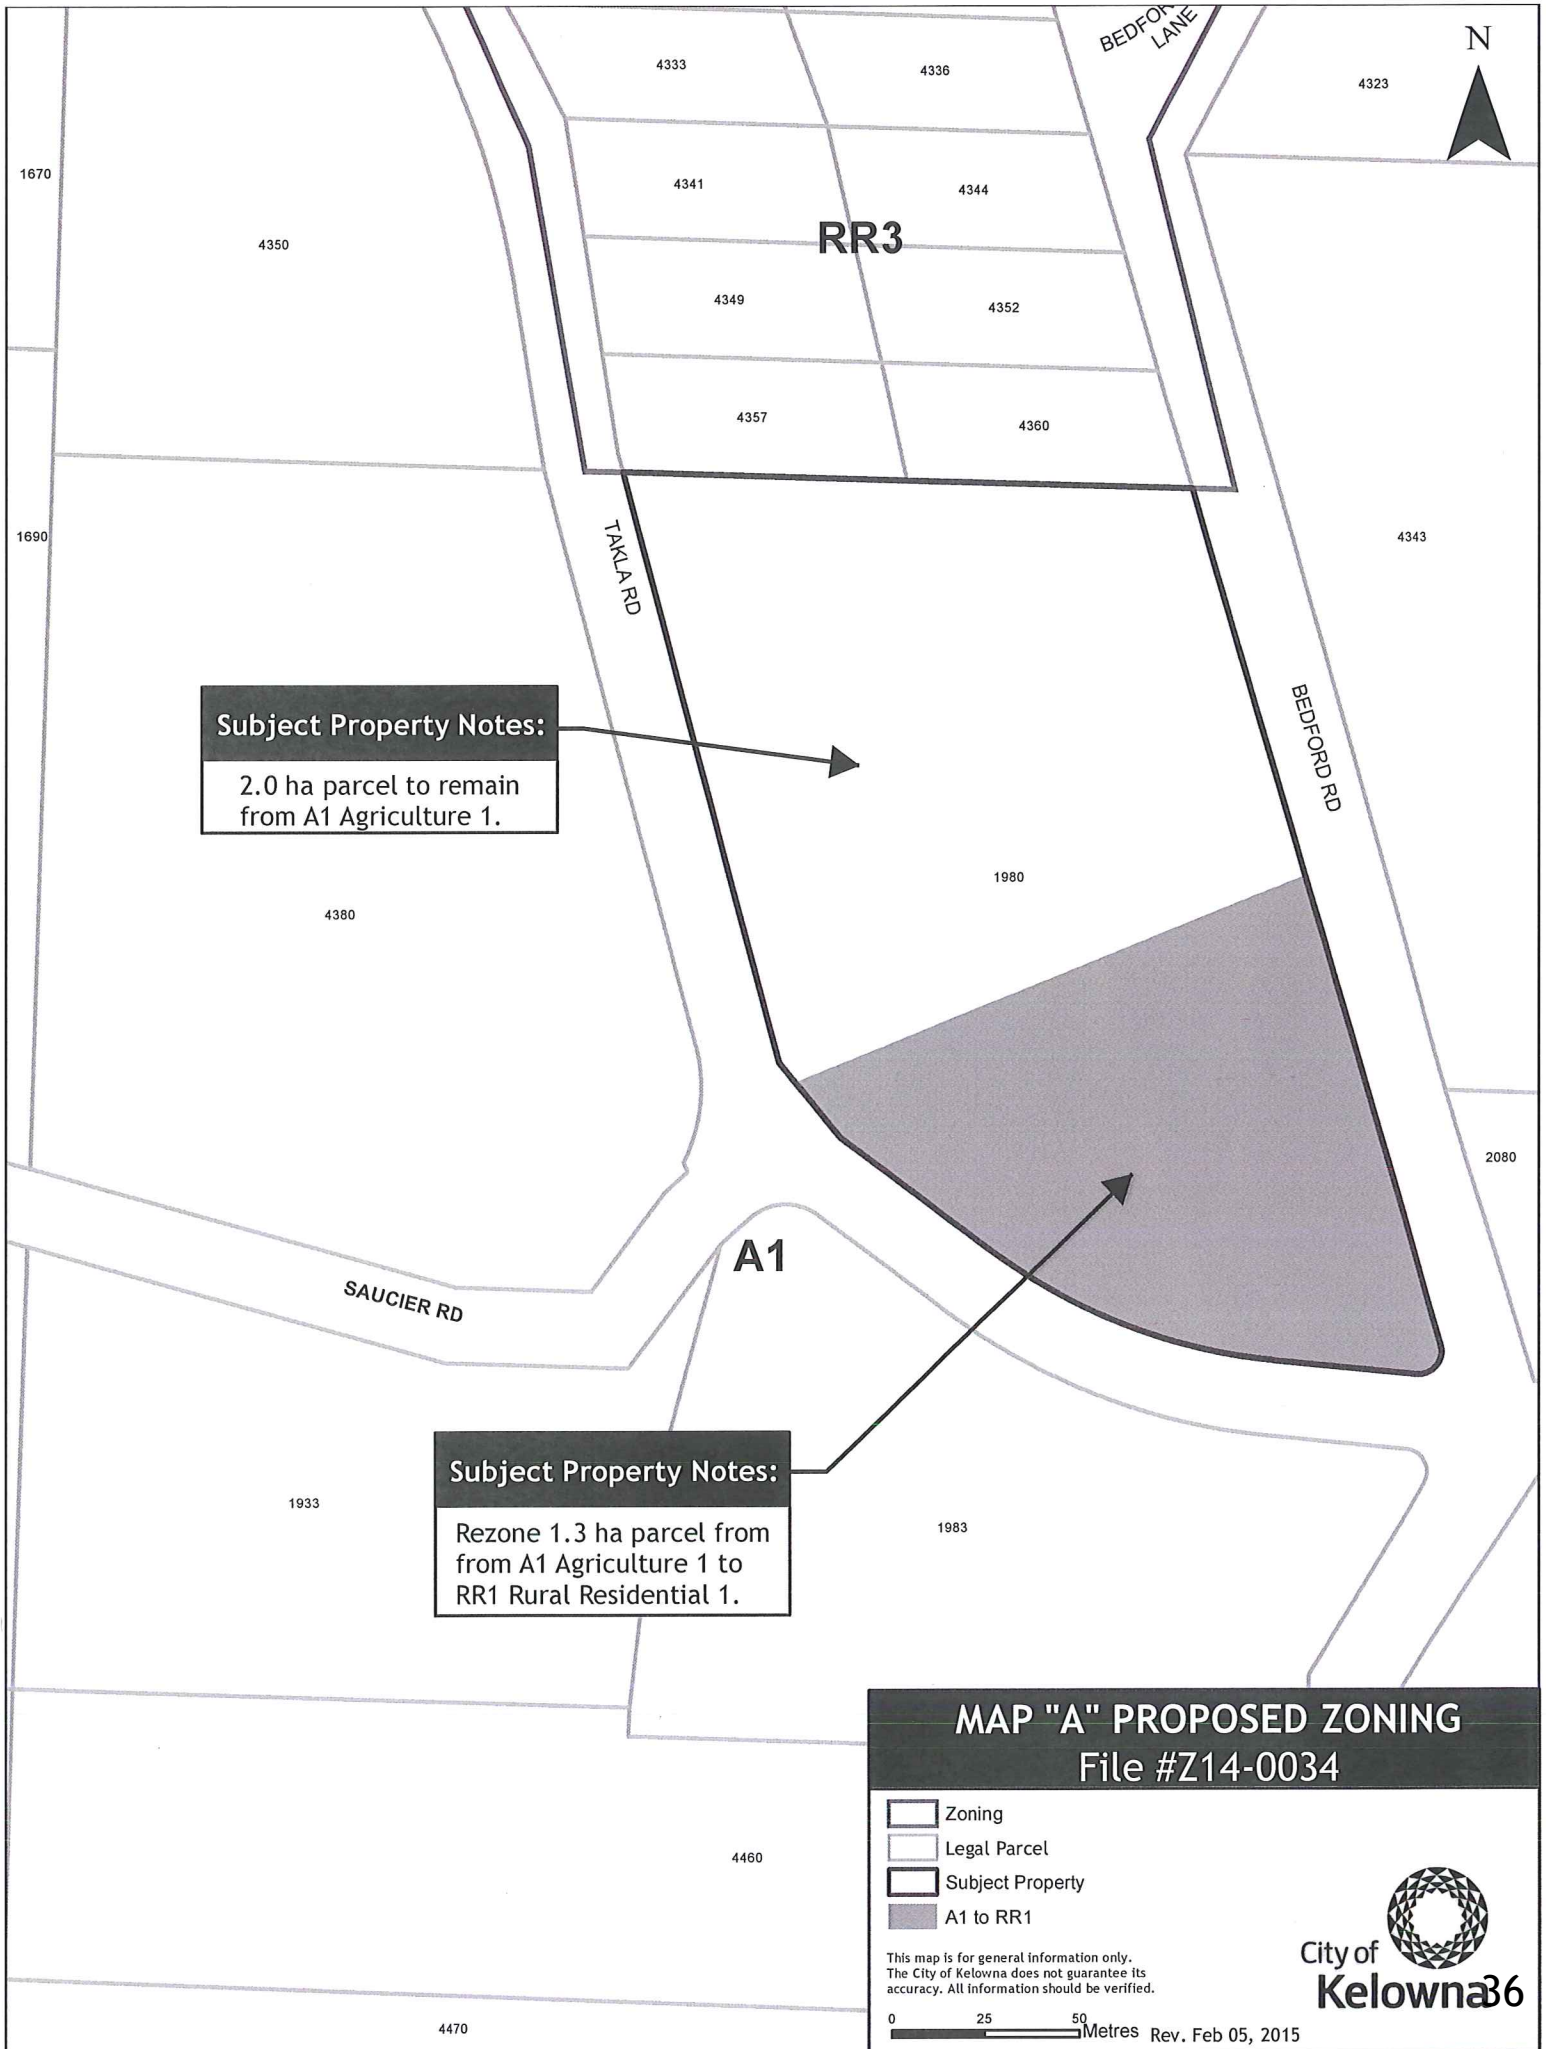 BEDFOR
LANE
N
4333
4336
4323
1670
4341
4344
RR3
4350
4349
4352
4357
4360
1690
TAKLA RD
4343
Subject Property Notes:
2.0 ha parcel to remain
from A1 Agriculture 1.
BEDFORD RD
1980
4380
2080
A1
SAUCIER RD
Subject Property Notes:
Rezone 1.3 ha parcel from
from A1 Agriculture 1 to
RR1 Rural Residential 1.
1933
1983
MAP "A" PROPOSED ZONING
File #Z14-0034
Zoning
Legal Parcel
Subject Property
A1 to RR1
4460
This map is for general information only.
The City of Kelowna does not guarantee its
accuracy. All information should be verified.
City of
Kelowna
36
0 25 50
Metres Rev. Feb 05, 2015
4470